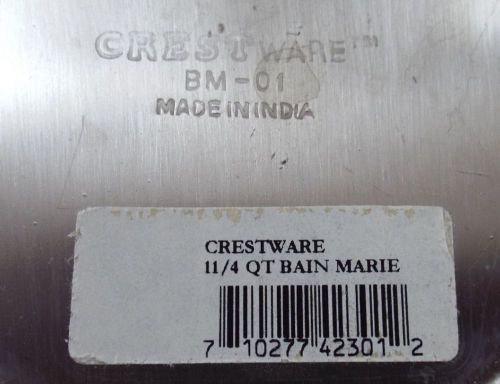 CRESTWARE™
BM-01
MADE IN INDIA
CRESTWARE
11/4 QT BAIN MARIE
7 10277 42301 2